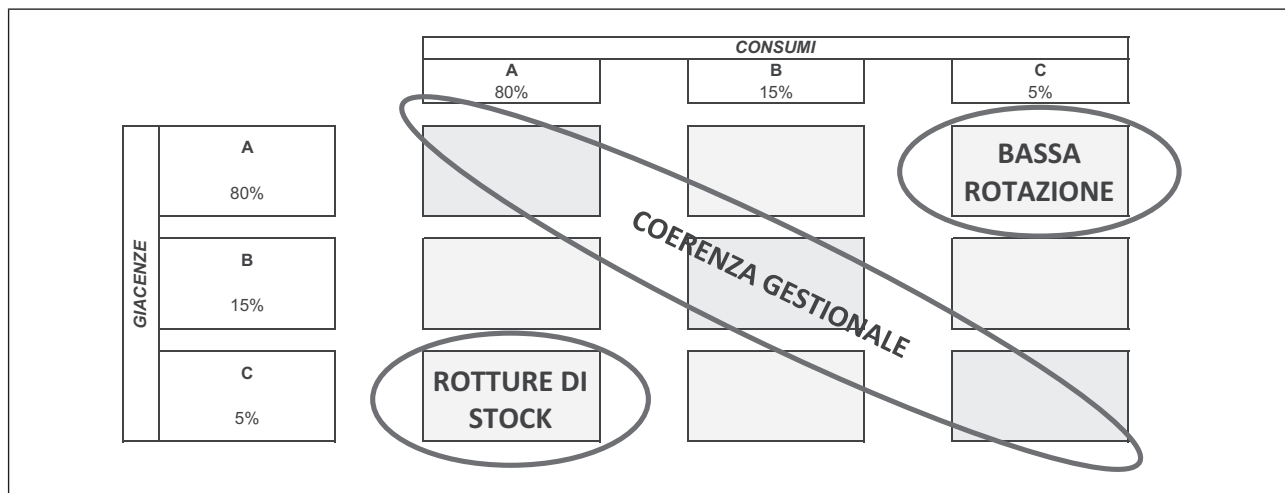 CONSUMI
A
80%
B
15%
C
5%
GIACENZE
A
80%
BASSA
ROTAZIONE
COERENZA GESTIONALE
B
15%
C
5%
ROTTURE DI
STOCK